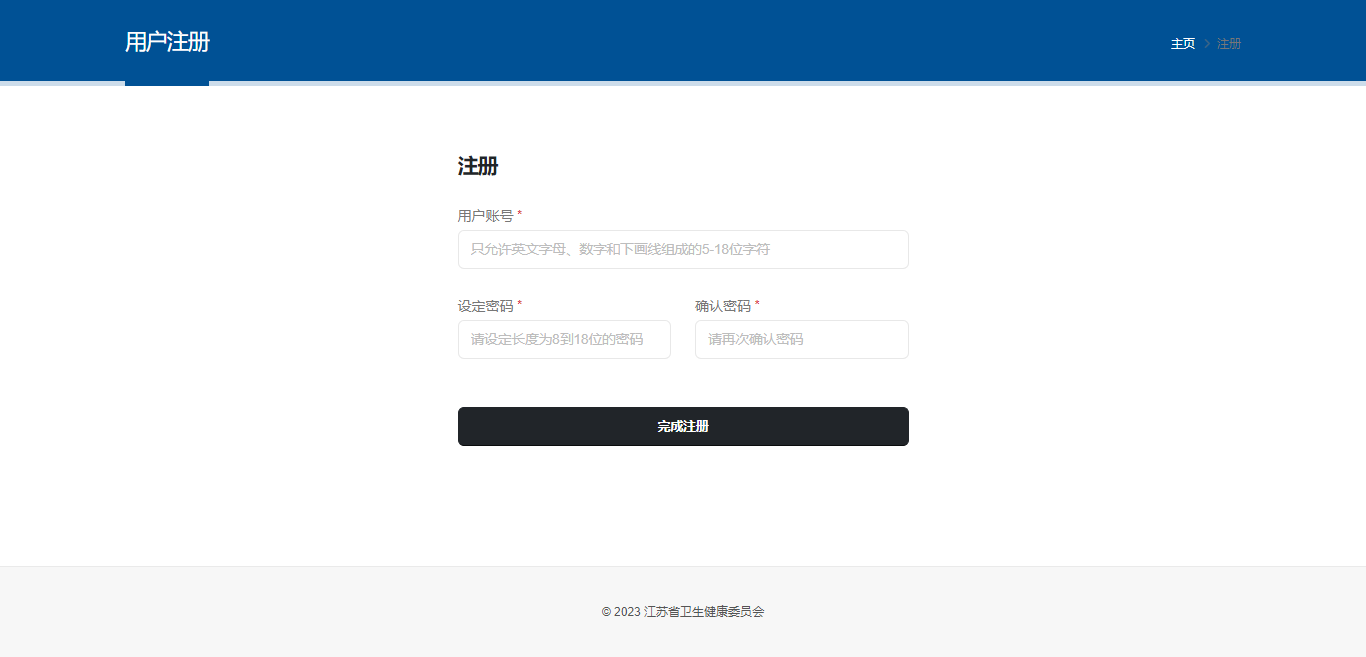 用户注册
主页 > 注册
注册
用户账号 *
只允许英文字母、数字和下画线组成的5-18位字符
设定密码 * 确认密码 *
请设定长度为8到18位的密码 请再次确认密码
完成注册
© 2023 江苏省卫生健康委员会